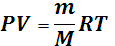 PV = m/M RT